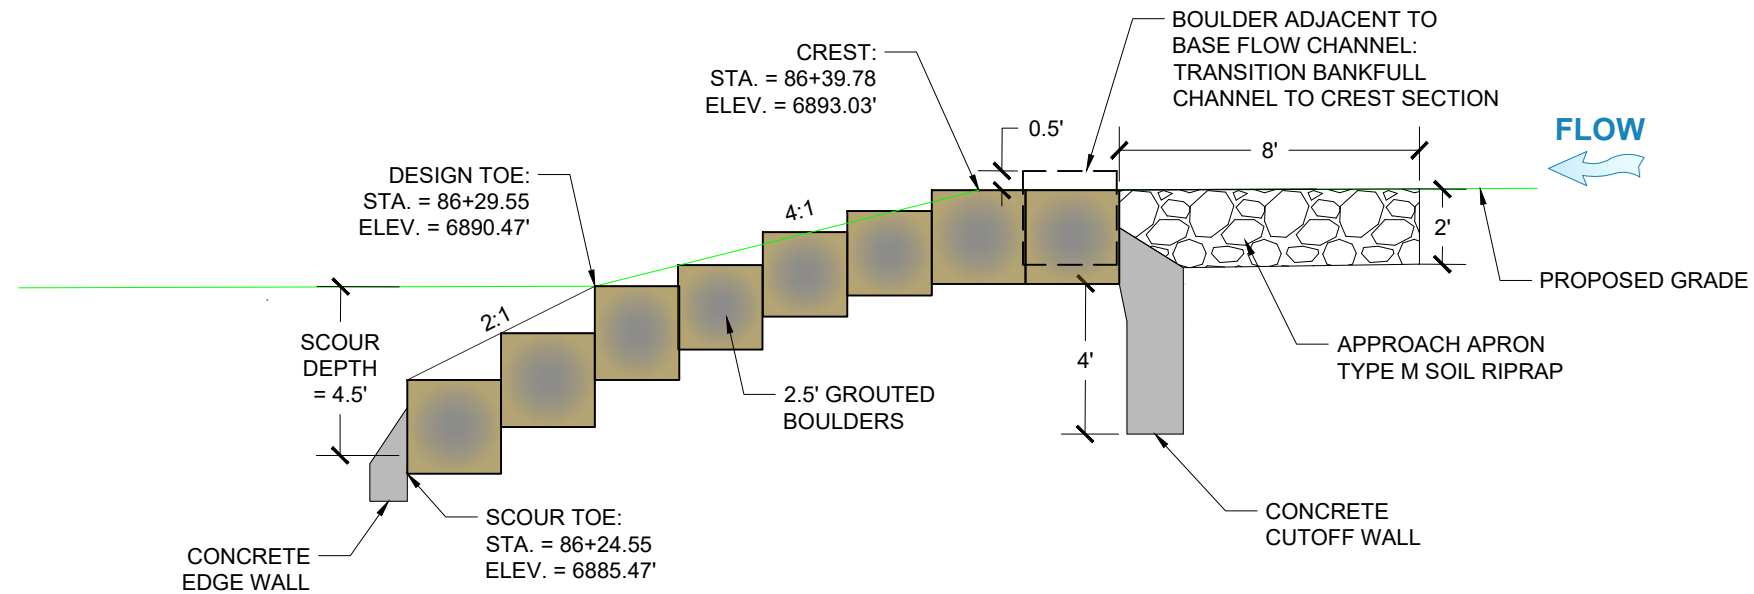 BOULDER ADJACENT TO
BASE FLOW CHANNEL:
TRANSITION BANKFULL
CHANNEL TO CREST SECTION
CREST:
STA. = 86+39.78
ELEV. = 6893.03'
0.5'
8'
FLOW
DESIGN TOE:
STA. = 86+29.55
ELEV. = 6890.47'
4:1
2'
PROPOSED GRADE
2:1
SCOUR
DEPTH
= 4.5'
4'
APPROACH APRON
TYPE M SOIL RIPRAP
2.5' GROUTED
BOULDERS
SCOUR TOE:
STA. = 86+24.55
ELEV. = 6885.47'
CONCRETE
EDGE WALL
CONCRETE
CUTOFF WALL